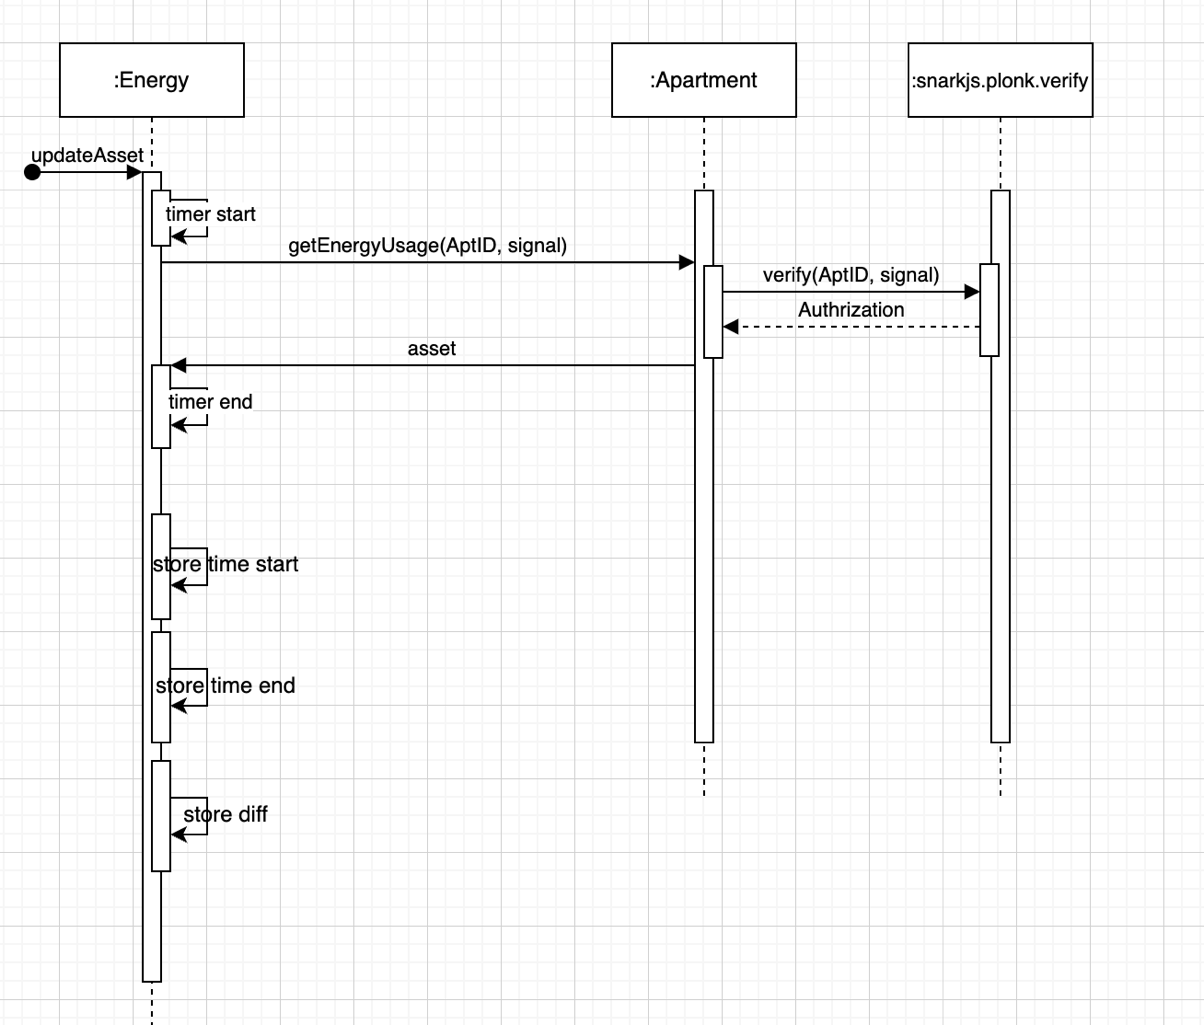 :Energy
:Apartment
:snarkjs.plonk.verify
updateAsset
timer start
getEnergyUsage(AptID, signal)
verify(AptID, signal)
Authrization
asset
timer end
store time start
store time end
store diff